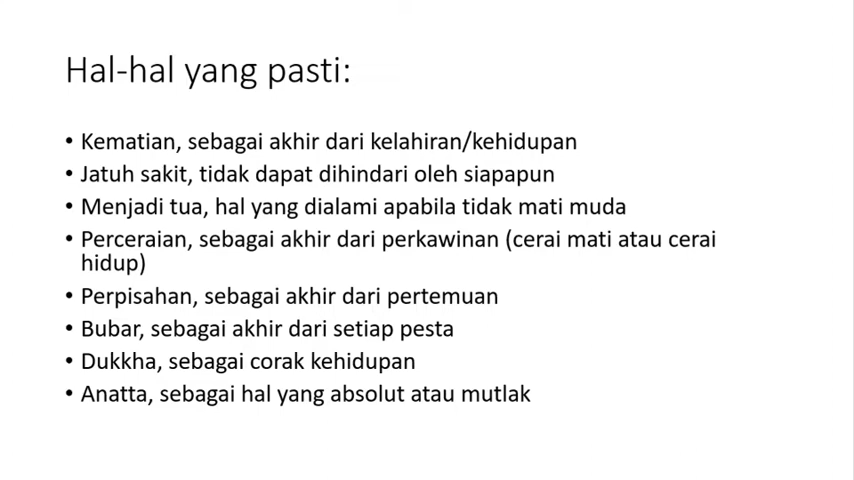 Hal-hal yang pasti:
• Kematian, sebagai akhir dari kelahiran/kehidupan
• Jatuh sakit, tidak dapat dihindari oleh siapapun
• Menjadi tua, hal yang dialami apabila tidak mati muda
• Perceraian, sebagai akhir dari perkawinan (cerai mati atau cerai
hidup)
• Perpisahan, sebagai akhir dari pertemuan
• Bubar, sebagai akhir dari setiap pesta
• Dukkha, sebagai corak kehidupan
• Anatta, sebagai hal yang absolut atau mutlak